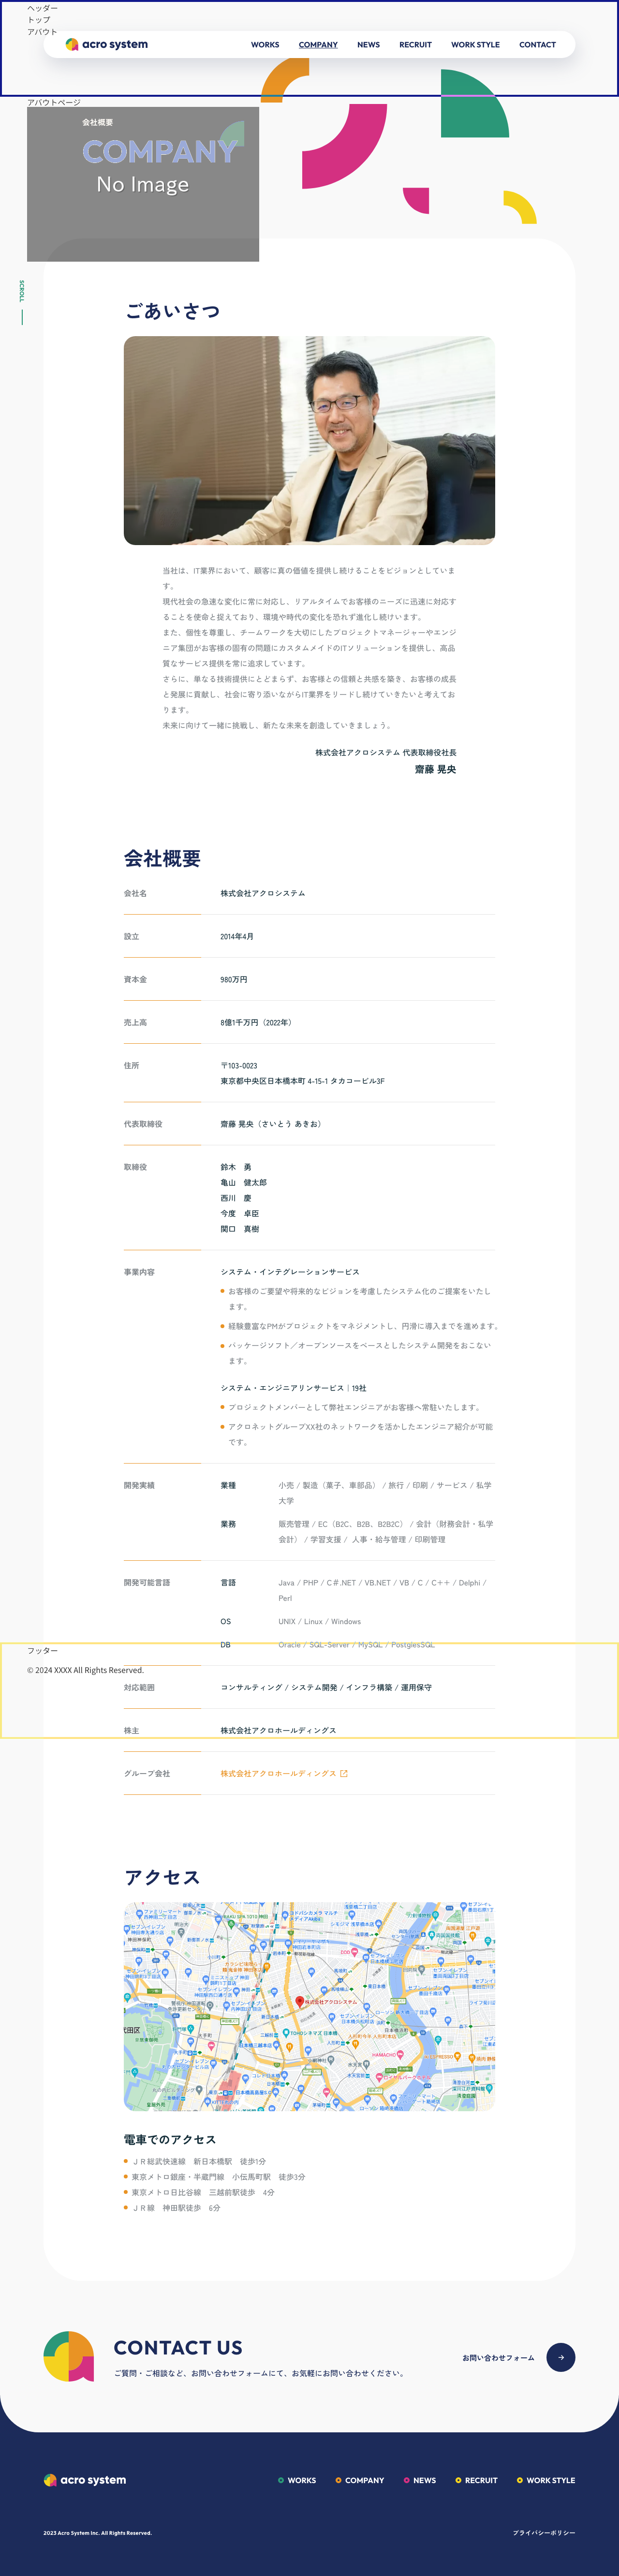 ヘッダー
トップ
アバウト
acro system
WORKS COMPANY NEWS RECRUIT WORK STYLE CONTACT
アバウトページ
会社概要
COMPANY
No Image
SCROLL
ごあいさつ
当社は、IT業界において、顧客に真の価値を提供し続けることをビジョンとしていま
す。
現代社会の急速な変化に常に対応し、リアルタイムでお客様のニーズに迅速に対応す
ることを使命と捉えており、環境や時代の変化を恐れず進化し続けいます。
また、個性を尊重し、チームワークを大切にしたプロジェクトマネージャーやエンジ
ニア集団がお客様の固有の問題にカスタムメイドのITソリューションを提供し、高品
質なサービス提供を常に追求しています。
さらに、単なる技術提供にとどまらず、お客様との信頼と共感を築き、お客様の成長
と発展に貢献し、社会に寄り添いながらIT業界をリードし続けていきたいと考えてお
ります。
未来に向けて一緒に挑戦し、新たな未来を創造していきましょう。
株式会社アクロシステム 代表取締役社長
齋藤 晃央
会社概要
会社名 株式会社アクロシステム
設立 2014年4月
資本金 980万円
売上高 8億1千万円（2022年）
住所 〒103-0023
東京都中央区日本橋本町 4-15-1 タカコービル3F
代表取締役 齋藤 晃央（さいとう あきお）
取締役 鈴木　勇
亀山　健太郎
西川　慶
今度　卓臣
関口　真樹
事業内容 システム・インテグレーションサービス
お客様のご要望や将来的なビジョンを考慮したシステム化のご提案をいたし
ます。
経験豊富なPMがプロジェクトをマネジメントし、円滑に導入までを進めます。
パッケージソフト／オープンソースをベースとしたシステム開発をおこない
ます。
システム・エンジニアリンサービス｜19社
プロジェクトメンバーとして弊社エンジニアがお客様へ常駐いたします。
アクロネットグループXX社のネットワークを活かしたエンジニア紹介が可能
です。
開発実績 業種 小売 / 製造（菓子、車部品） / 旅行 / 印刷 / サービス / 私学
大学
業務 販売管理 / EC（B2C、B2B、B2B2C） / 会計（財務会計・私学
会計） / 学習支援 / 人事・給与管理 / 印刷管理
開発可能言語 言語 Java / PHP / C＃.NET / VB.NET / VB / C / C++ / Delphi /
Perl
OS UNIX / Linux / Windows
DB Oracle / SQL-Server / MySQL / PostgresSQL
フッター
© 2024 XXXX All Rights Reserved.
対応範囲 コンサルティング / システム開発 / インフラ構築 / 運用保守
株主 株式会社アクロホールディングス
グループ会社 株式会社アクロホールディングス
アクセス
株式会社アクロシステム
TOHOシネマズ 日本橋
電車でのアクセス
ＪＲ総武快速線　新日本橋駅　徒歩1分
東京メトロ銀座・半蔵門線　小伝馬町駅　徒歩3分
東京メトロ日比谷線　三越前駅徒歩　4分
ＪＲ線　神田駅徒歩　6分
CONTACT US
ご質問・ご相談など、お問い合わせフォームにて、お気軽にお問い合わせください。
お問い合わせフォーム
acro system
WORKS COMPANY NEWS RECRUIT WORK STYLE
2023 Acro System Inc. All Rights Reserved.
プライバシーポリシー